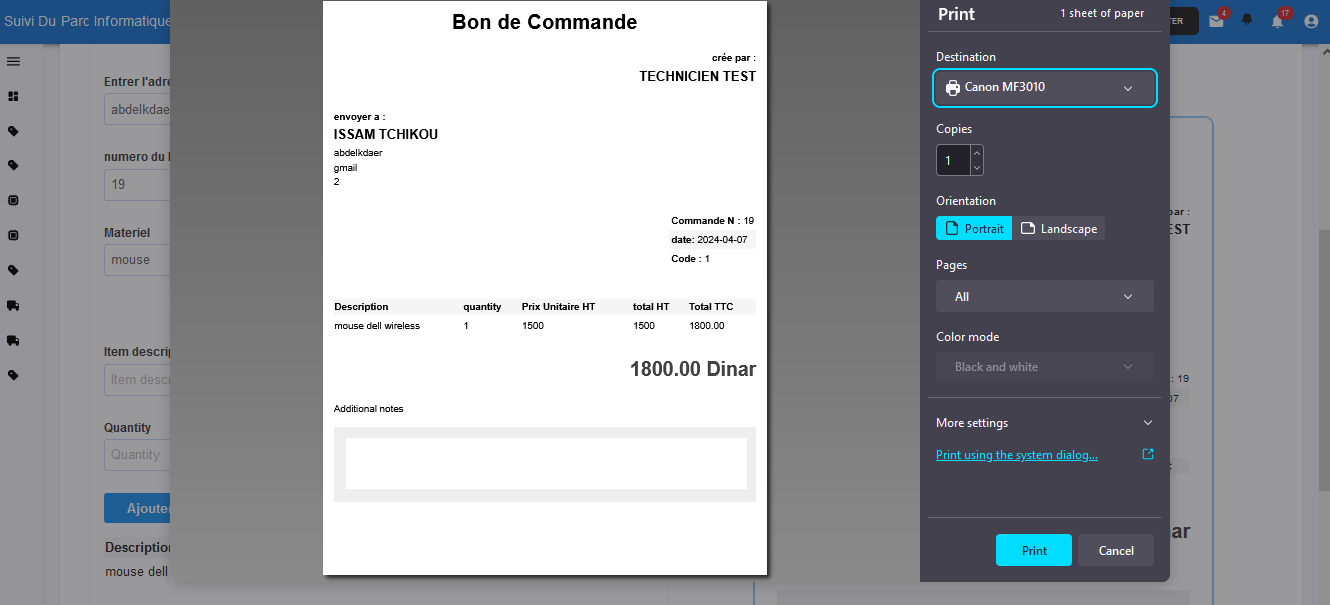 Suivi Du Parc Informatique
TER
4
17
Entrer l'adre
abdelkdae
numero du
19
Materiel
mouse
Item descrip
Item descr
Quantity
Quantity
Ajouter
Description
mouse dell
Bon de Commande
crée par :
TECHNICIEN TEST
envoyer a :
ISSAM TCHIKOU
abdelkdaer
gmail
2
Commande N : 19
date: 2024-04-07
Code : 1
Description quantity Prix Unitaire HT total HT Total TTC
mouse dell wireless 1 1500 1500 1800.00
1800.00 Dinar
Additional notes
Print 1 sheet of paper
Destination
Canon MF3010
Copies
1
Orientation
Portrait Landscape
Pages
All
Color mode
Black and white
More settings
Print using the system dialog...
Print Cancel
par :
EST
: 19
07
ar